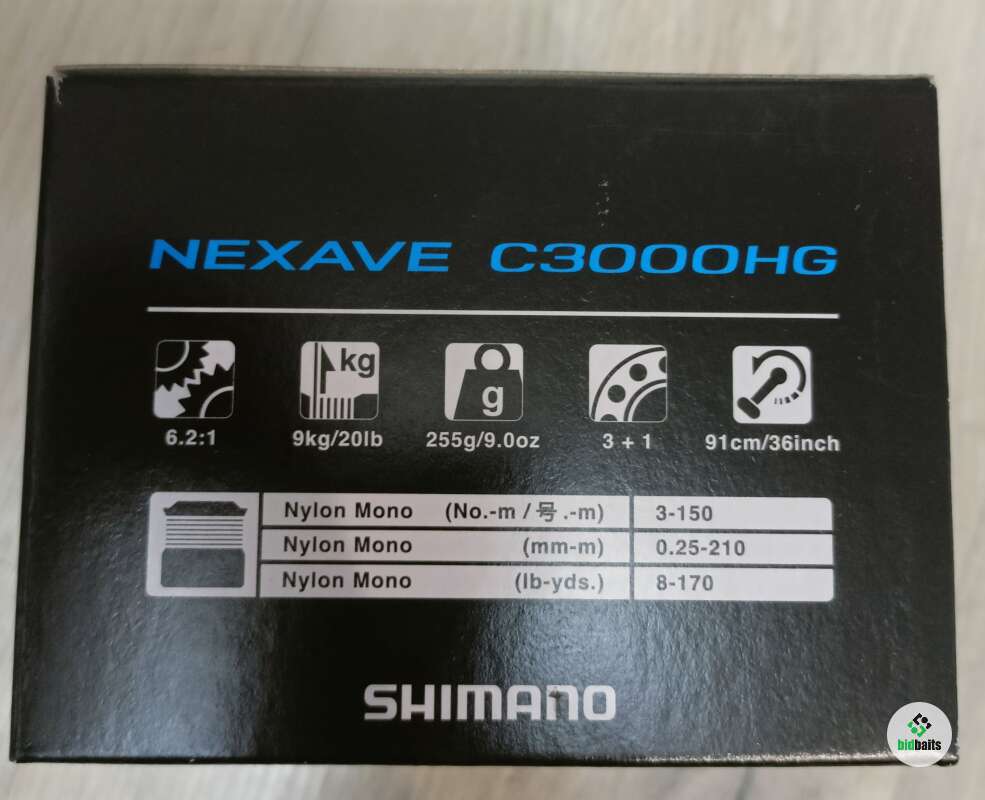 NEXAVE C3000HG
kg
g
6.2:1 9kg/20lb 255g/9.0oz 3 + 1 91cm/36inch
Nylon Mono (No.-m / 号.-m) 3-150
Nylon Mono (mm-m) 0.25-210
Nylon Mono (lb-yds.) 8-170
SHIMANO
bidbaits